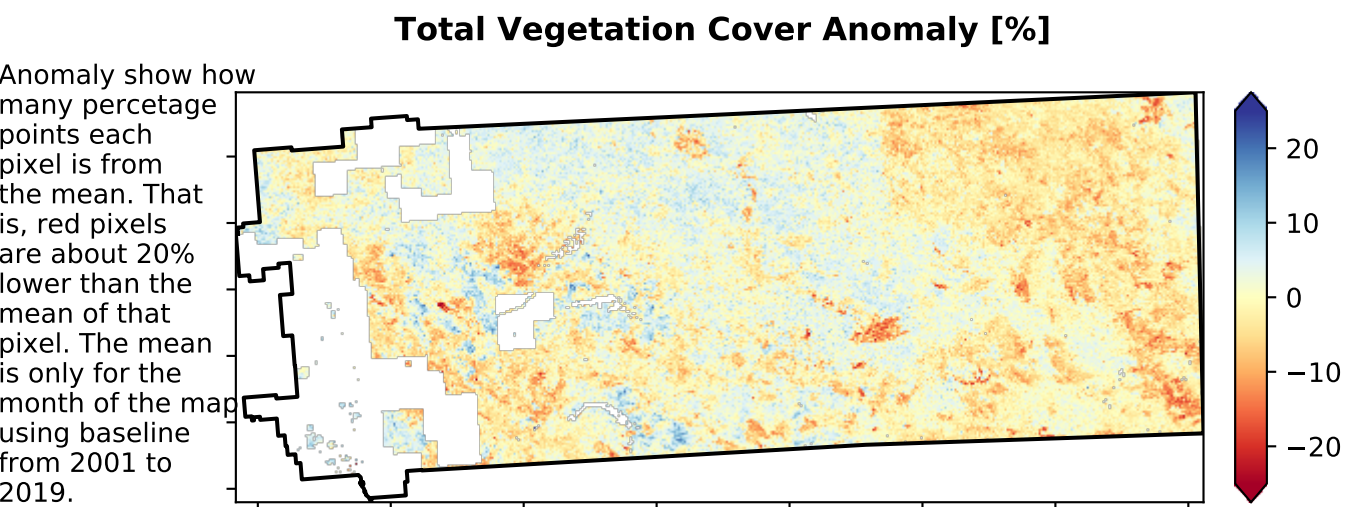 Total Vegetation Cover Anomaly [%]
Anomaly show how
many percetage
points each
pixel is from
the mean. That
is, red pixels
are about 20%
lower than the
mean of that
pixel. The mean
is only for the
month of the map
using baseline
from 2001 to
2019.
20
10
0
−10
−20